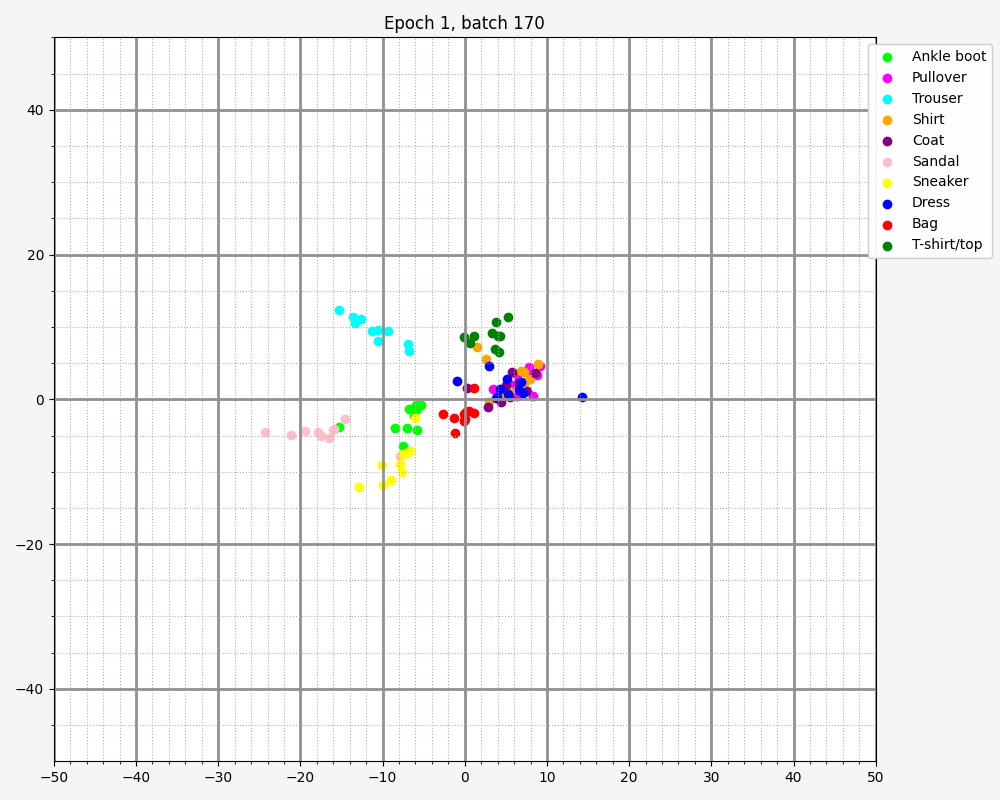 Epoch 1, batch 170
40
20
0
−20
−40
−50
−40
−30
−20
−10
0
10
20
30
40
50
Ankle boot
Pullover
Trouser
Shirt
Coat
Sandal
Sneaker
Dress
Bag
T-shirt/top